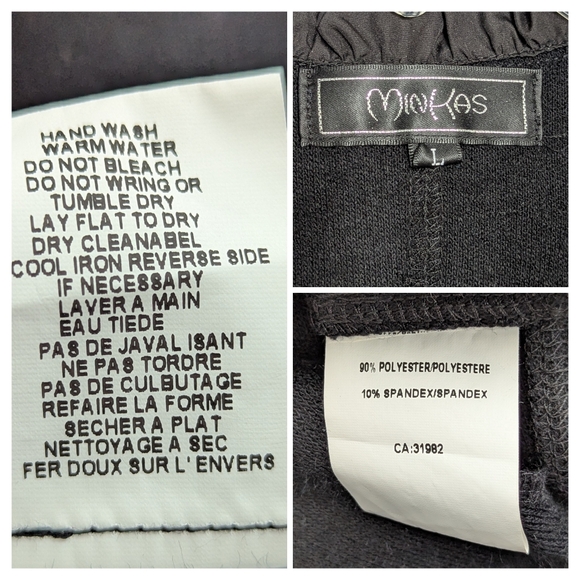 HAND WASH
WARM WATER
DO NOT BLEACH
DO NOT WRING OR
TUMBLE DRY
LAY FLAT TO DRY
DRY CLEANABEL
COOL IRON REVERSE SIDE
IF NECESSARY
LAVER A MAIN
EAU TIEDE
PAS DE JAVAL ISANT
NE PAS TORDRE
PAS DE CULBUTAGE
REFAIRE LA FORME
SECHER A PLAT
NETTOYAGE A SEC
FER DOUX SUR L'ENVERS
MINKAS
L
90% POLYESTER/POLYESTERE
10% SPANDEX/SPANDEX
CA:31982